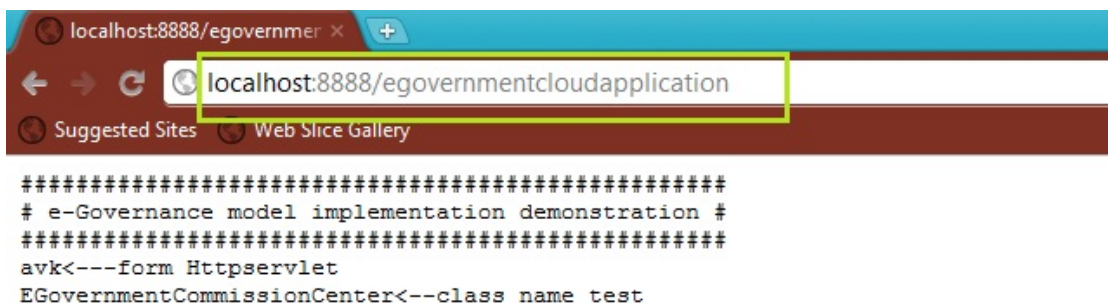 localhost:8888/egovernmer
localhost:8888/egovernmentcloudapplication
Suggested Sites Web Slice Gallery
###################################################
# e-Governance model implementation demonstration #
###################################################
avk<---form Httpservlet
EGovernmentCommissionCenter<--class name test